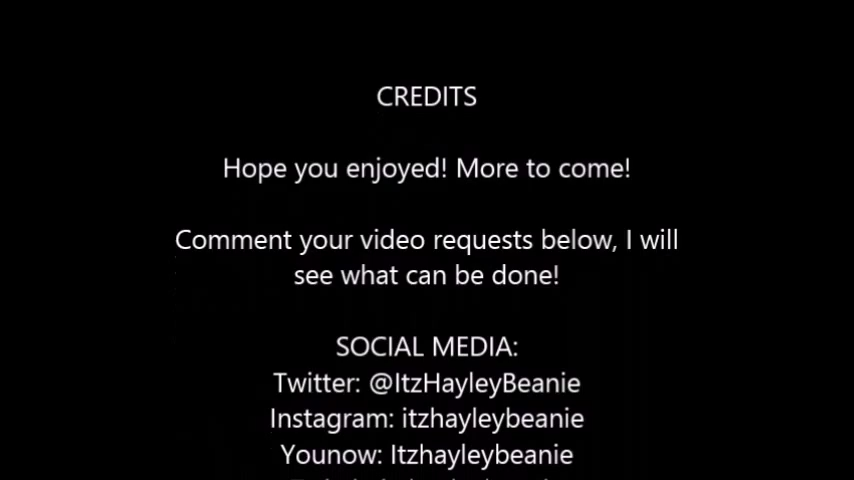 CREDITS
Hope you enjoyed! More to come!
Comment your video requests below, I will
see what can be done!
SOCIAL MEDIA:
Twitter: @ItzHayleyBeanie
Instagram: itzhayleybeanie
Younow: Itzhayleybeanie